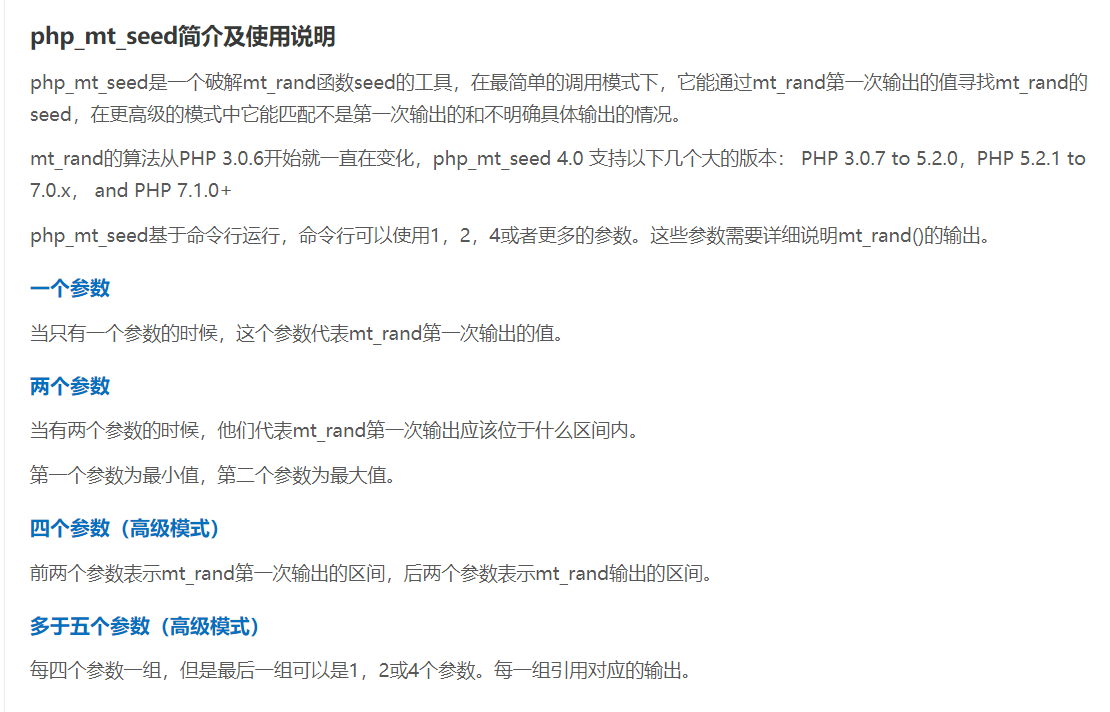 php_mt_seed简介及使用说明
php_mt_seed是一个破解mt_rand函数seed的工具，在最简单的调用模式下，它能通过mt_rand第一次输出的值寻找mt_rand的
seed，在更高级的模式中它能匹配不是第一次输出的和不明确具体输出的情况。
mt_rand的算法从PHP 3.0.6开始就一直在变化，php_mt_seed 4.0 支持以下几个大的版本： PHP 3.0.7 to 5.2.0，PHP 5.2.1 to
7.0.x， and PHP 7.1.0+
php_mt_seed基于命令行运行，命令行可以使用1，2，4或者更多的参数。这些参数需要详细说明mt_rand()的输出。
一个参数
当只有一个参数的时候，这个参数代表mt_rand第一次输出的值。
两个参数
当有两个参数的时候，他们代表mt_rand第一次输出应该位于什么区间内。
第一个参数为最小值，第二个参数为最大值。
四个参数（高级模式）
前两个参数表示mt_rand第一次输出的区间，后两个参数表示mt_rand输出的区间。
多于五个参数（高级模式）
每四个参数一组，但是最后一组可以是1，2或4个参数。每一组引用对应的输出。